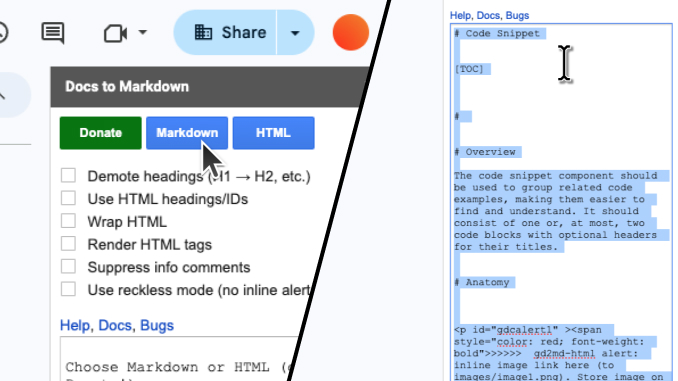 Share
Docs to Markdown
Donate
Markdown
HTML
Demote headings (H1 → H2, etc.)
Use HTML headings/IDs
Wrap HTML
Render HTML tags
Suppress info comments
Use reckless mode (no inline alert
Help, Docs, Bugs
Choose Markdown or HTML (
Help, Docs, Bugs
# Code Snippet
[TOC]
#
# Overview
The code snippet component should
be used to group related code
examples, making them easier to
find and understand. It should
consist of one or, at most, two
code blocks with optional headers
for their titles.
# Anatomy
<p id="gdcalert1" ><span
style="color: red; font-weight:
bold">>>>>>  gd2md-html alert:
inline image link here (to
images/image1.png). Store image on